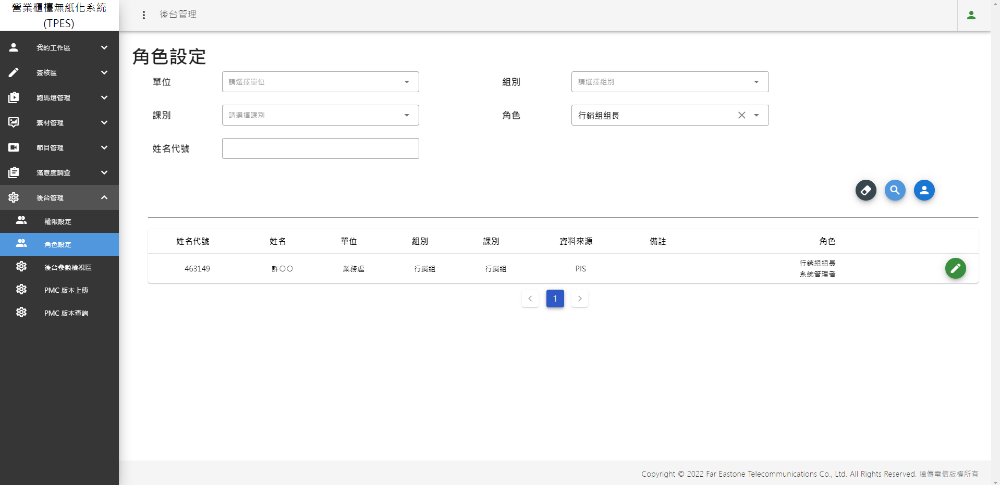 營業櫃檯無紙化系統
(TPES)
後台管理
我的工作區
簽核區
跑馬燈管理
素材管理
節目管理
滿意度調查
後台管理
權限設定
角色設定
後台參數檢視區
PMC 版本上傳
PMC 版本查詢
角色設定
單位 請選擇單位 組別 請選擇組別
課別 請選擇課別 角色 行銷組組長
姓名代號
姓名代號 姓名 單位 組別 課別 資料來源 備註 角色
463149 許〇〇 業務處 行銷組 行銷組 PIS 行銷組組長
系統管理者
1
Copyright © 2022 Far Eastone Telecommunications Co., Ltd. All Rights Reserved. 遠傳電信版權所有